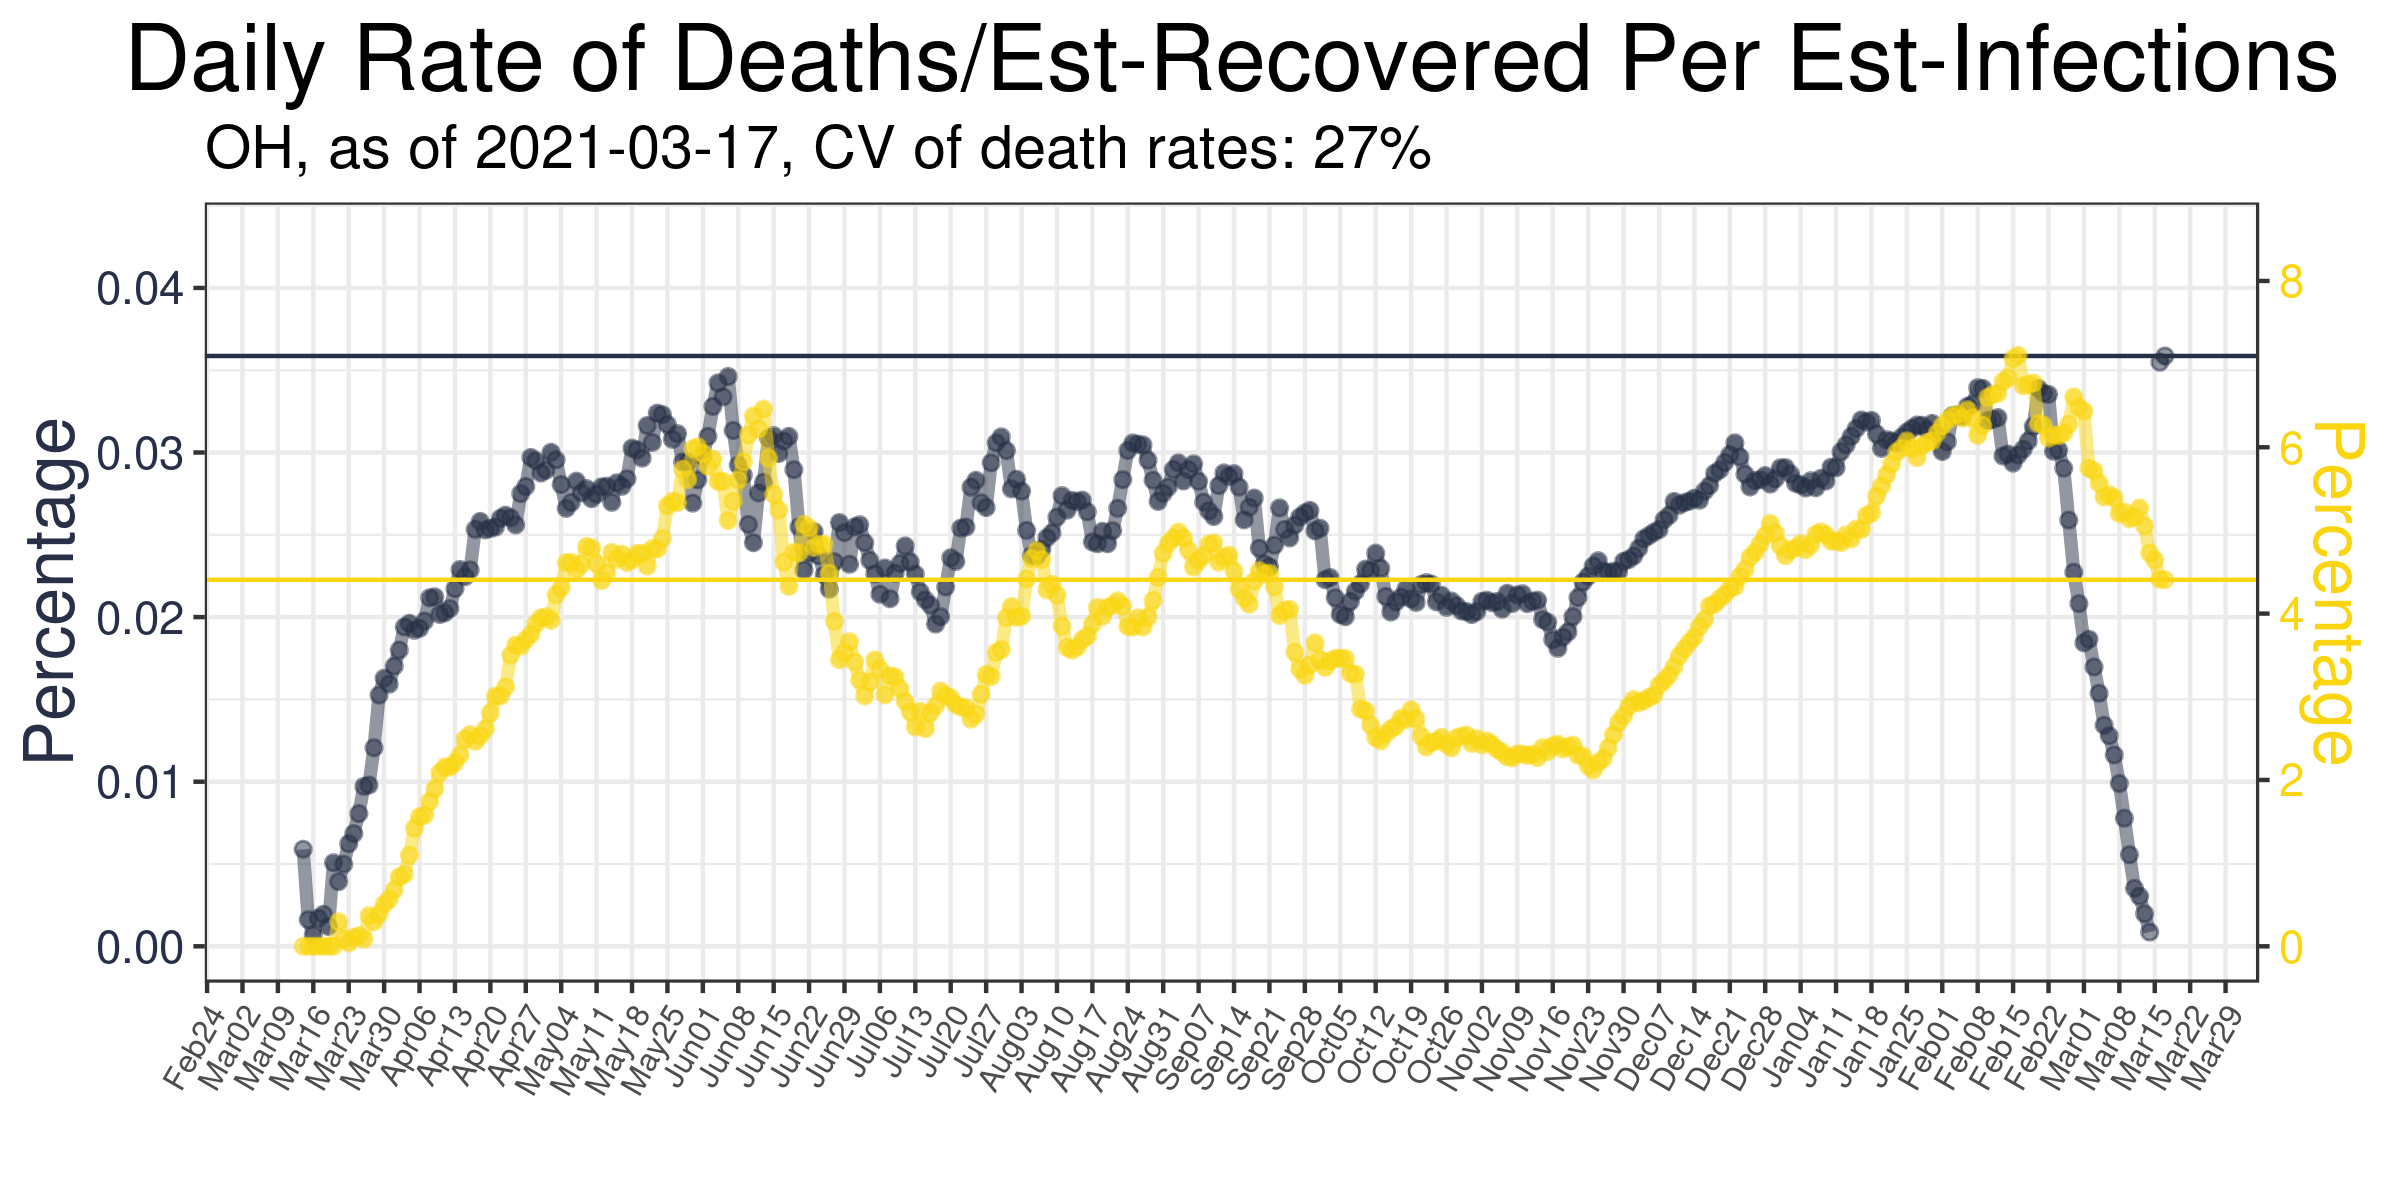 Daily Rate of Deaths/Est-Recovered Per Est-Infections
OH, as of 2021-03-17, CV of death rates: 27%
Percentage
0.04
0.03
0.02
0.01
0.00
8
6
4
2
0
Percentage
Feb24 Mar02 Mar09 Mar16 Mar23 Mar30 Apr06 Apr13 Apr20 Apr27 May04 May11 May18 May25 Jun01 Jun08 Jun15 Jun22 Jun29 Jul06 Jul13 Jul20 Jul27 Aug03 Aug10 Aug17 Aug24 Aug31 Sep07 Sep14 Sep21 Sep28 Oct05 Oct12 Oct19 Oct26 Nov02 Nov09 Nov16 Nov23 Nov30 Dec07 Dec14 Dec21 Dec28 Jan04 Jan11 Jan18 Jan25 Feb01 Feb08 Feb15 Feb22 Mar01 Mar08 Mar15 Mar22 Mar29